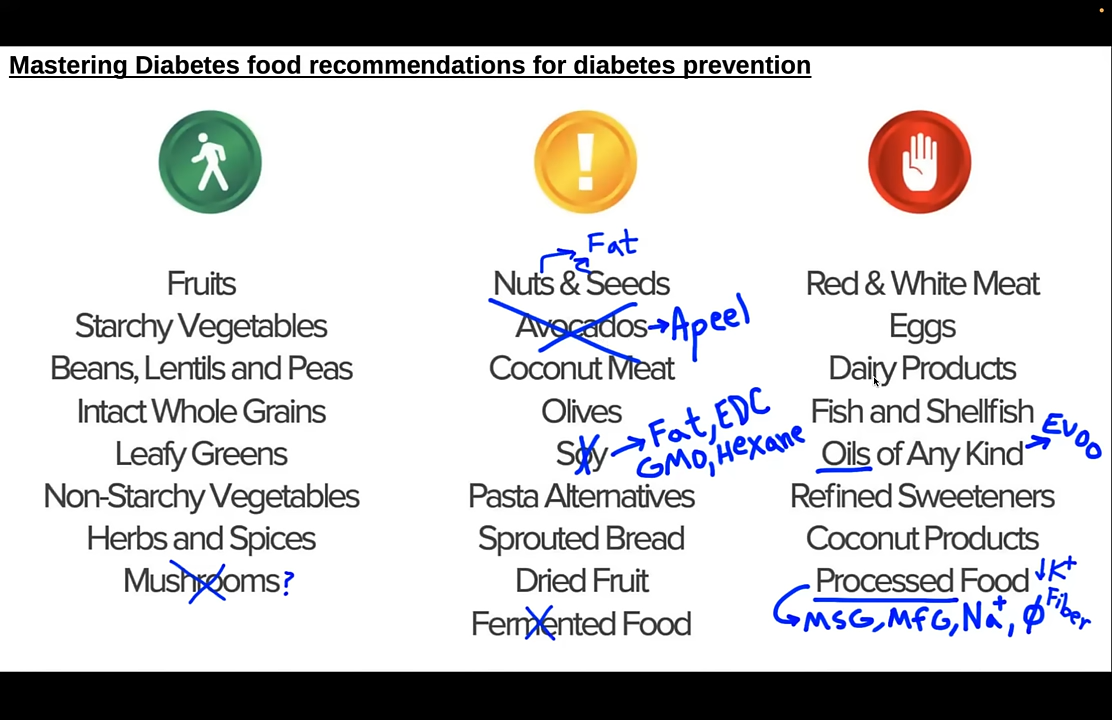 Mastering Diabetes food recommendations for diabetes prevention
Fruits
Starchy Vegetables
Beans, Lentils and Peas
Intact Whole Grains
Leafy Greens
Non-Starchy Vegetables
Herbs and Spices
Mushrooms?
Fat
Nuts & Seeds
Avocados → Apeel
Coconut Meat
Olives
Soy → Fat, EDC
GMO, Hexane
Pasta Alternatives
Sprouted Bread
Dried Fruit
Fermented Food
Red & White Meat
Eggs
Dairy Products
Fish and Shellfish
Oils of Any Kind → EVOO
Refined Sweeteners
Coconut Products
Processed Food ↓K+
MSG, MFG, Na+, Ø Fiber